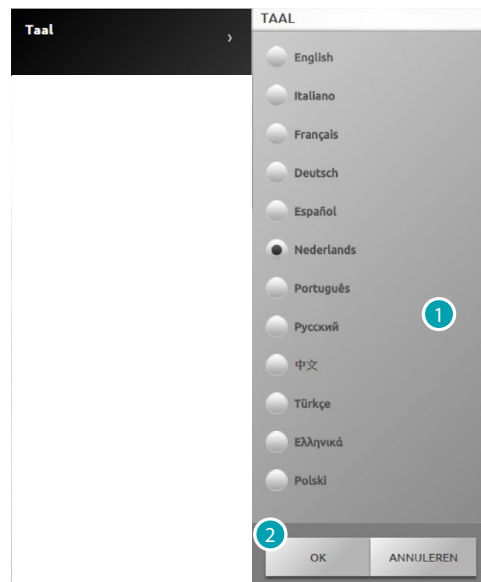 Taal ›
TAAL
English
Italiano
Français
Deutsch
Español
Nederlands
Português
1
Русский
中文
Türkçe
Ελληνικά
Polski
2
OK ANNULEREN